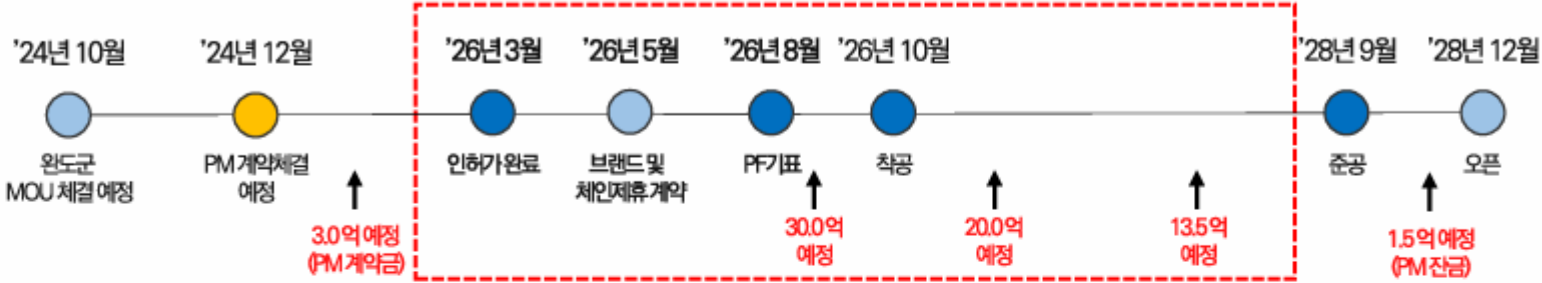 '24년 10월
'24년 12월
'26년 3월
'26년 5월
'26년 8월
'26년 10월
'28년 9월
'28년 12월
완도군
MOU 체결 예정
PM 계약체결
예정
인허가 완료
브랜드 및
체인제휴 계약
PF기표
착공
준공
오픈
3.0억 예정
(PM 계약금)
30.0억
예정
20.0억
예정
13.5억
예정
1.5억 예정
(PM 잔금)